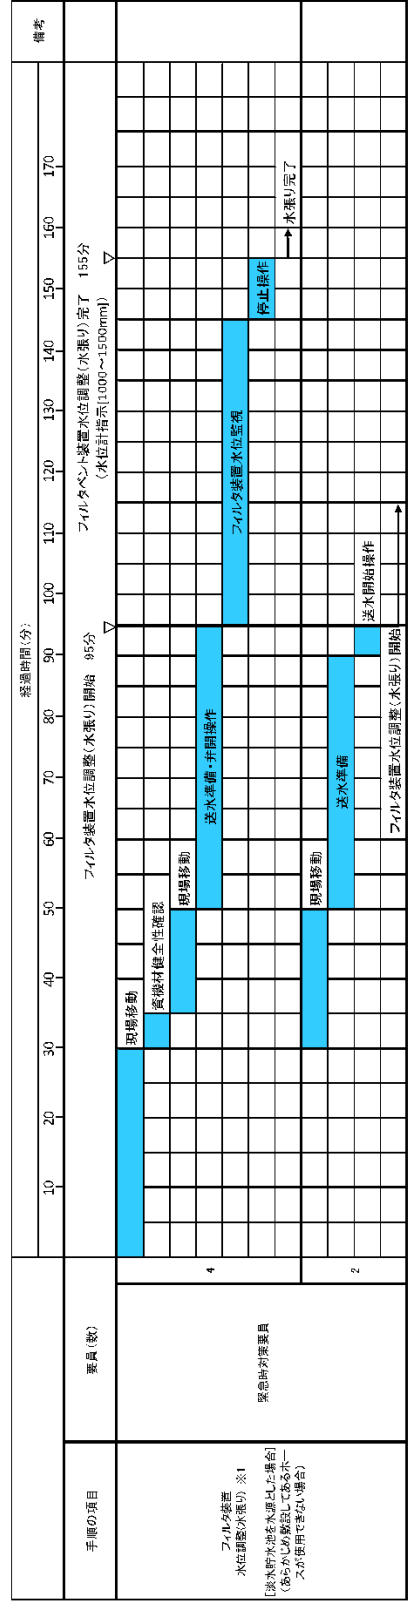 手順の項目
要員(数)
経過時間(分)
備考
10 20 30 40 50 60 70 80 90 100 110 120 130 140 150 160 170
フィルタ装置水位調整(水張り)開始 95分
フィルタベント装置水位調整(水張り)完了 155分
(水位計指示[1000〜1500mm])
フィルタ装置
水位調整(水張り) ※1
[淡水貯水池を水源とした場合]
(あらかじめ敷設してあるホー
スが使用できない場合)
緊急時対策要員
4
現場移動
資機材健全性確認
現場移動
送水準備・弁開操作
フィルタ装置水位監視
停止操作
水張り完了
2
現場移動
送水準備
送水開始操作
フィルタ装置水位調整(水張り)開始